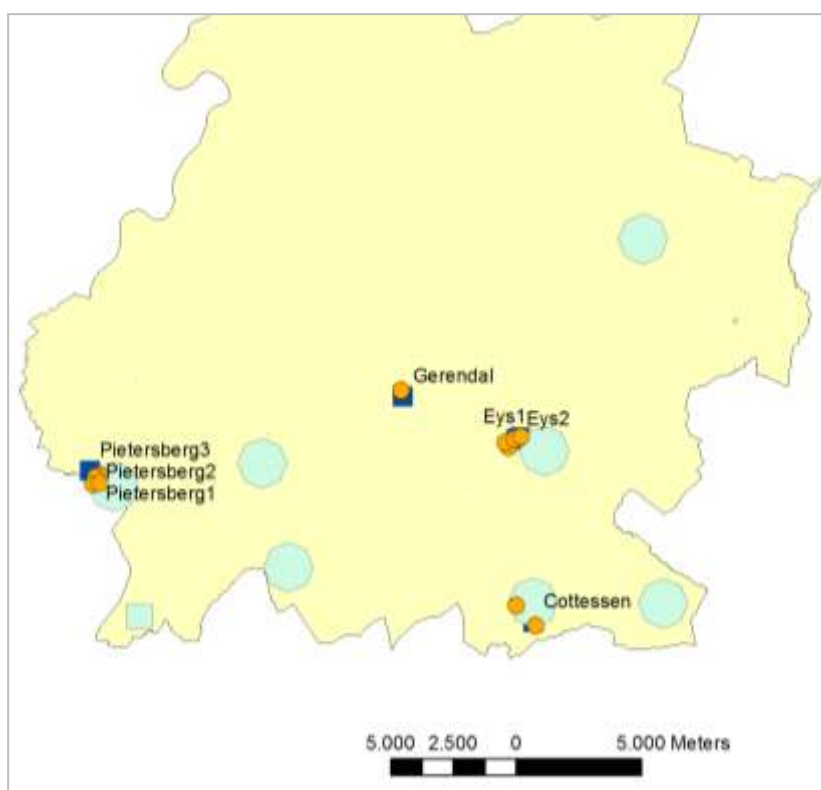 Gerendal
Eys1 Eys2
Pietersberg3
Pietersberg2
Pietersberg1
Cottessen
5.000 2.500 0 5.000 Meters